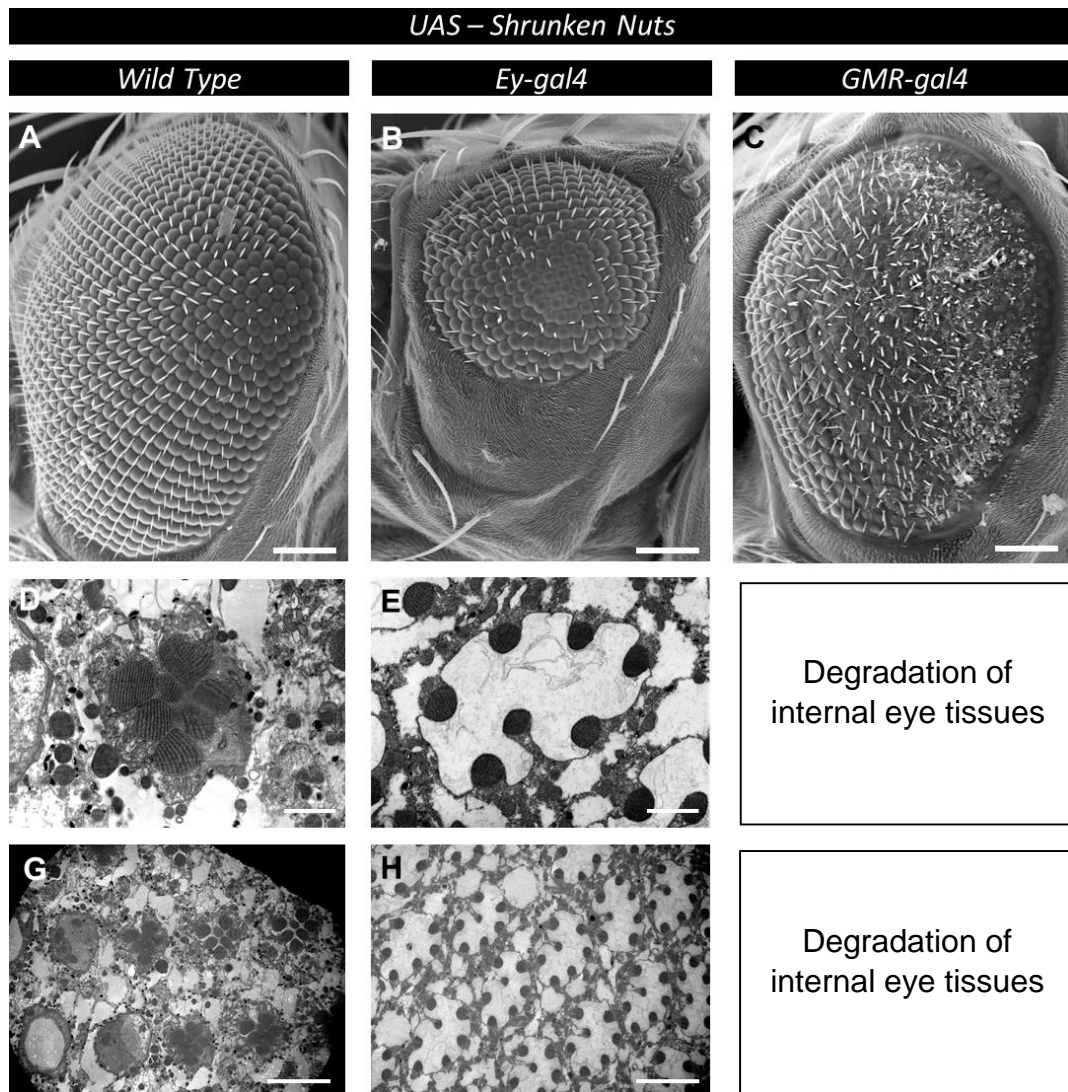 UAS – Shrunken Nuts
Wild Type
Ey-gal4
GMR-gal4
A
B
C
D
E
Degradation of
internal eye tissues
G
H
Degradation of
internal eye tissues